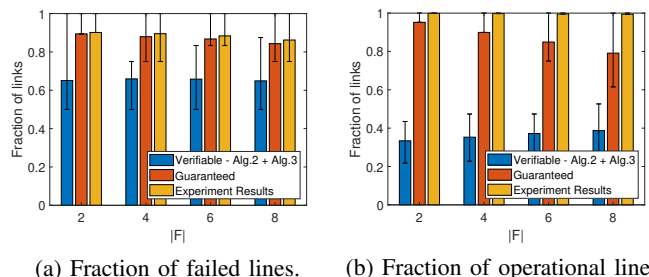 1
0.8
0.6
0.4
0.2
0
Fraction of links
Verifiable - Alg.2 + Alg.3
Guaranteed
Experiment Results
2 4 6 8
|F|
(a) Fraction of failed lines.
1
0.8
0.6
0.4
0.2
0
Fraction of links
Verifiable - Alg.2 + Alg.3
Guaranteed
Experiment Results
2 4 6 8
|F|
(b) Fraction of operational line